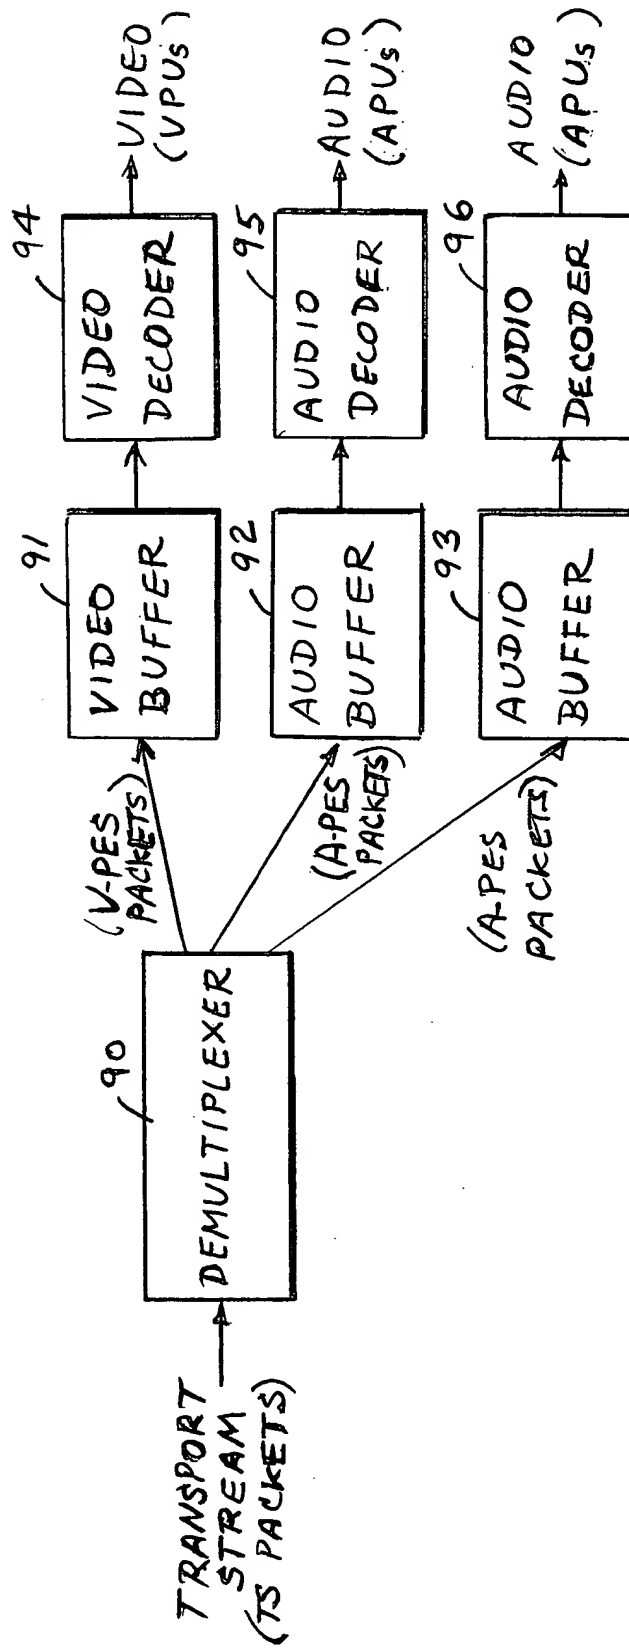 TRANSPORT
STREAM
(TS PACKETS)
90
DEMULTIPLEXER
(V-PES
PACKETS)
(A-PES
PACKETS)
(A-PES
PACKETS)
91
VIDEO
BUFFER
92
AUDIO
BUFFER
93
AUDIO
BUFFER
94
VIDEO
DECODER
95
AUDIO
DECODER
96
AUDIO
DECODER
VIDEO
(VPUs)
AUDIO
(APUs)
AUDIO
(APUs)